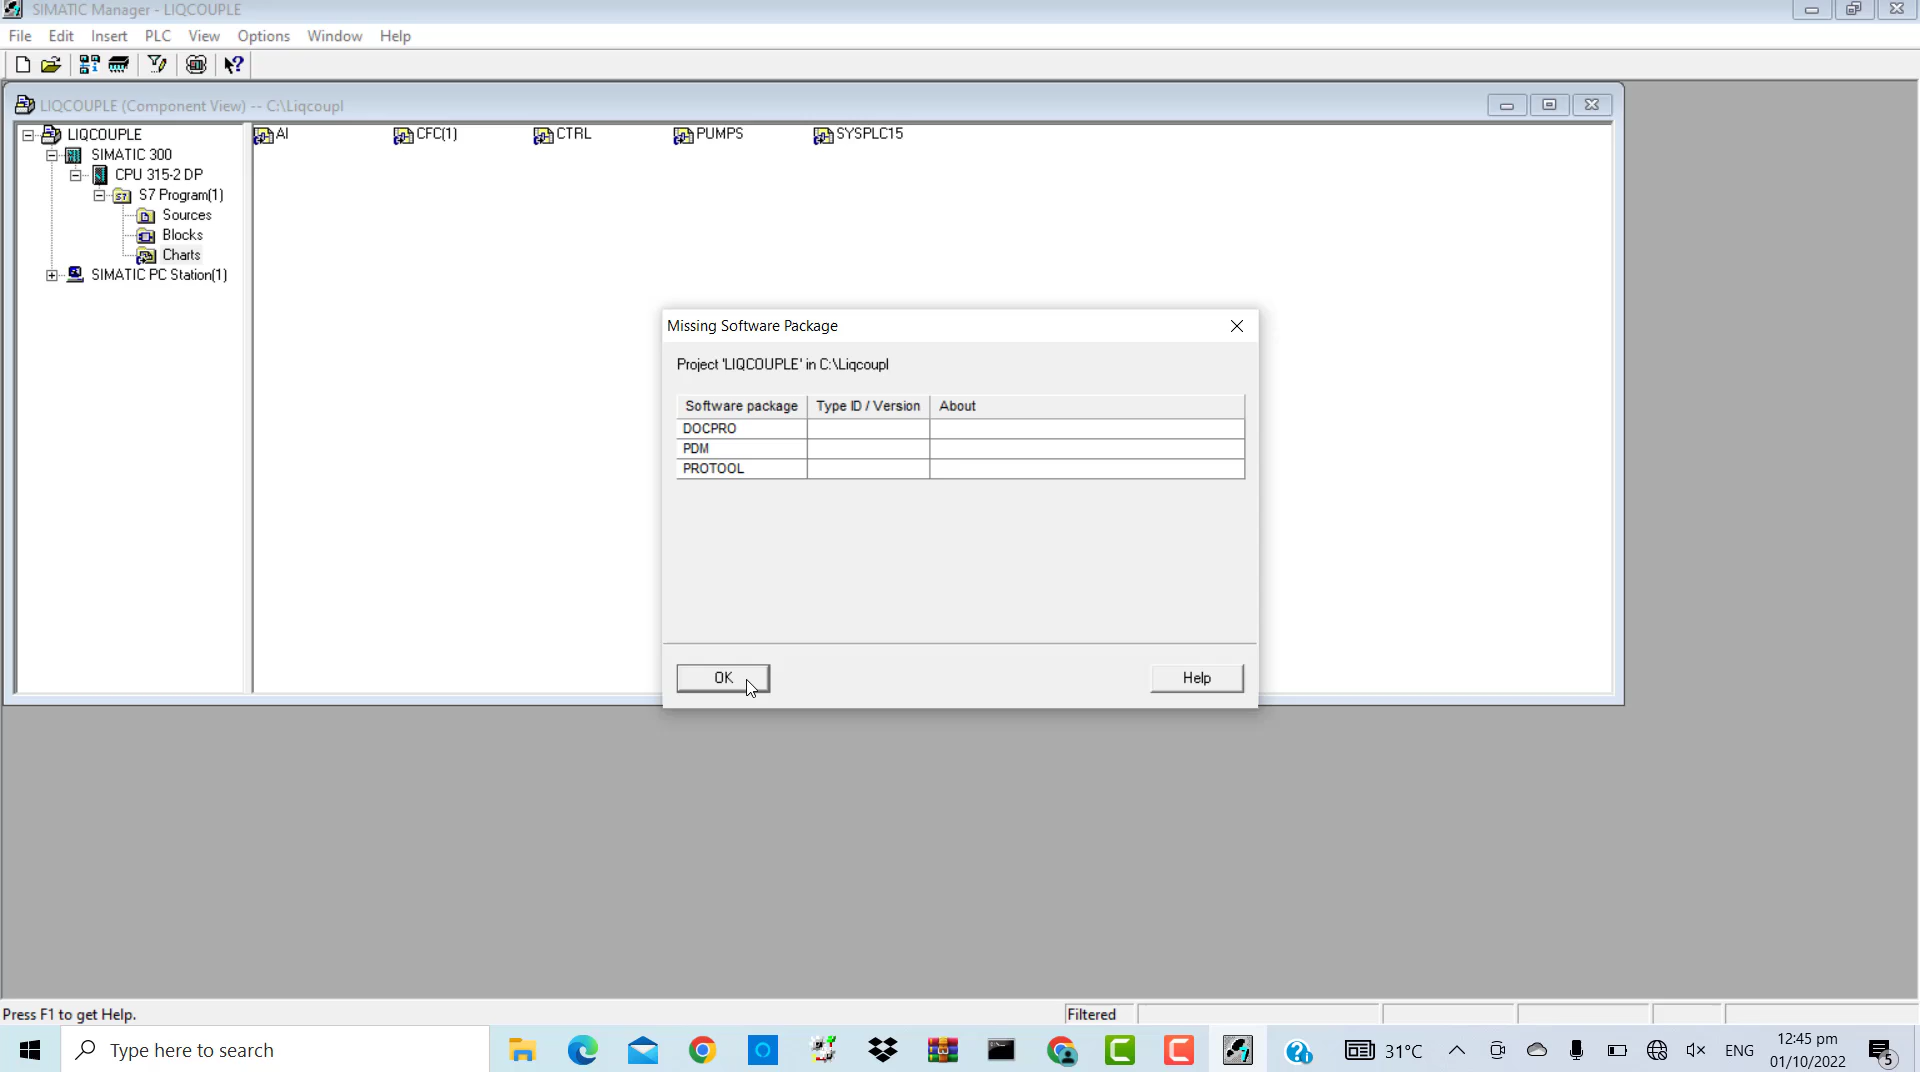 SIMATIC Manager - LIQCOUPLE
File Edit Insert PLC View Options Window Help
LIQCOUPLE (Component View) -- C:\Liqcoupl
LIQCOUPLE
SIMATIC 300
CPU 315-2 DP
S7 Program(1)
Sources
Blocks
Charts
SIMATIC PC Station(1)
AI CFC(1) CTRL PUMPS SYSPLC15
Missing Software Package
Project 'LIQCOUPLE' in C:\Liqcoupl
Software package Type ID / Version About
DOCPRO
PDM
PROTOOL
OK Help
Press F1 to get Help.
Filtered
Type here to search
31°C
ENG
12:45 pm
01/10/2022
5